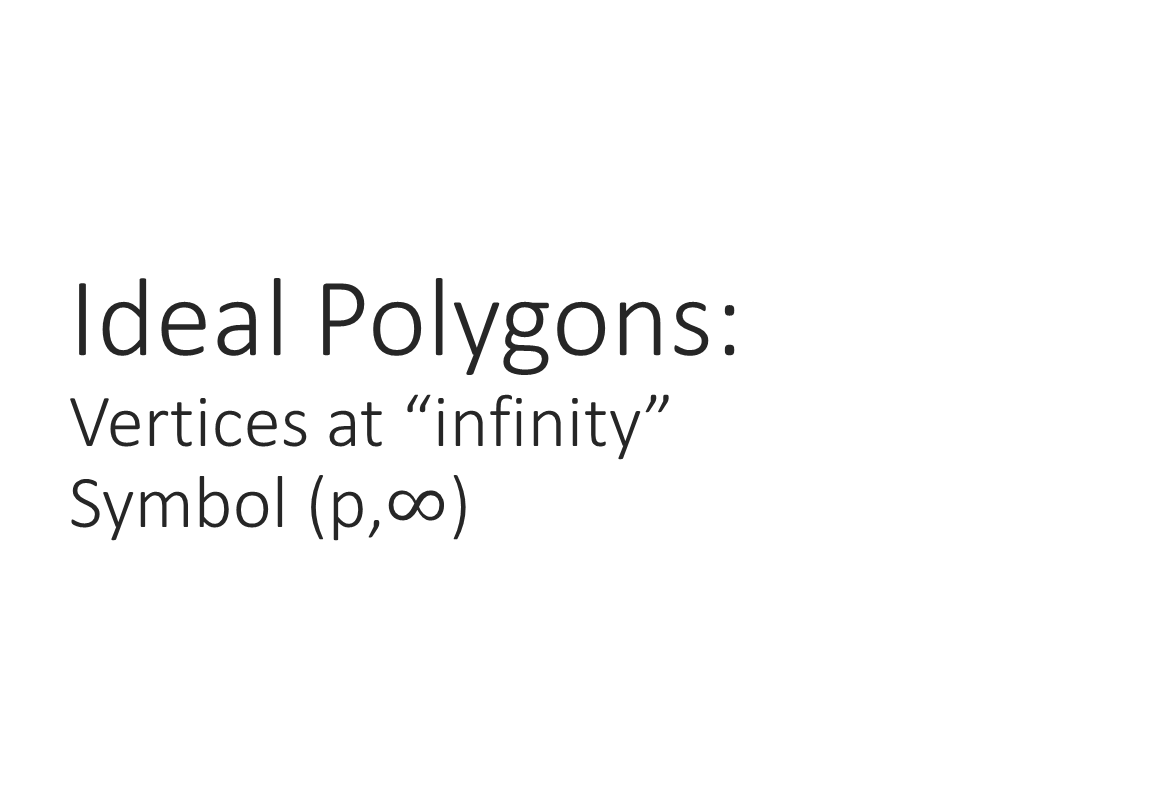 Ideal Polygons:
Vertices at “infinity”
Symbol (p,∞)